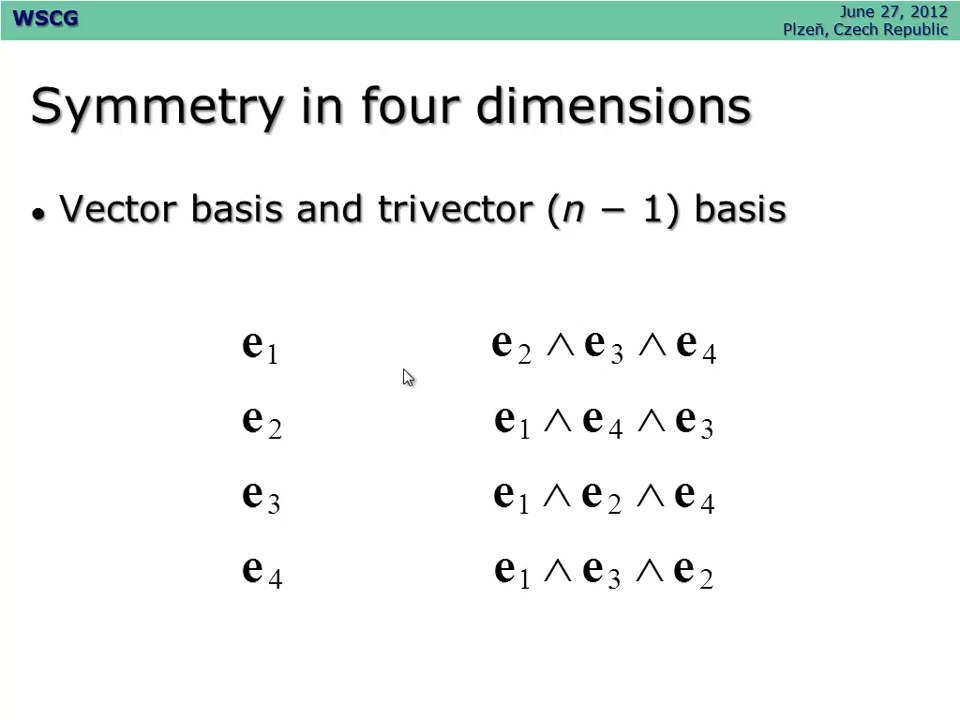 WSCG
June 27, 2012
Plzeň, Czech Republic
Symmetry in four dimensions
• Vector basis and trivector (n − 1) basis
e₁ e₂ ∧ e₃ ∧ e₄
e₂ e₁ ∧ e₄ ∧ e₃
e₃ e₁ ∧ e₂ ∧ e₄
e₄ e₁ ∧ e₃ ∧ e₂